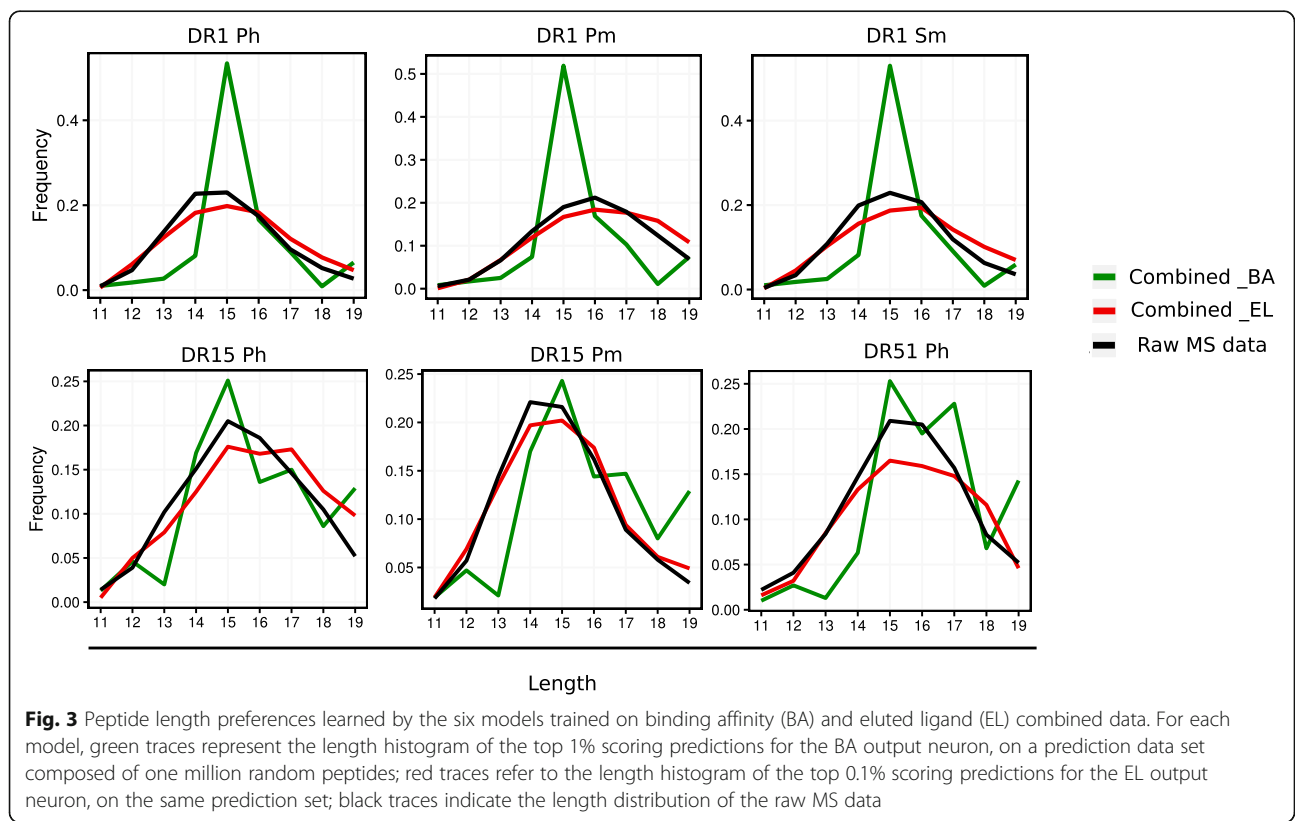 DR1 Ph
DR1 Pm
DR1 Sm
Frequency
0.4
0.2
0.0
11 12 13 14 15 16 17 18 19
0.5
0.4
0.3
0.2
0.1
0.0
11 12 13 14 15 16 17 18 19
0.4
0.2
0.0
11 12 13 14 15 16 17 18 19
Combined _BA
Combined _EL
Raw MS data
DR15 Ph
DR15 Pm
DR51 Ph
Frequency
0.25
0.20
0.15
0.10
0.05
0.00
11 12 13 14 15 16 17 18 19
0.25
0.20
0.15
0.10
0.05
11 12 13 14 15 16 17 18 19
0.25
0.20
0.15
0.10
0.05
0.00
11 12 13 14 15 16 17 18 19
Length
Fig. 3 Peptide length preferences learned by the six models trained on binding affinity (BA) and eluted ligand (EL) combined data. For each
model, green traces represent the length histogram of the top 1% scoring predictions for the BA output neuron, on a prediction data set
composed of one million random peptides; red traces refer to the length histogram of the top 0.1% scoring predictions for the EL output
neuron, on the same prediction set; black traces indicate the length distribution of the raw MS data